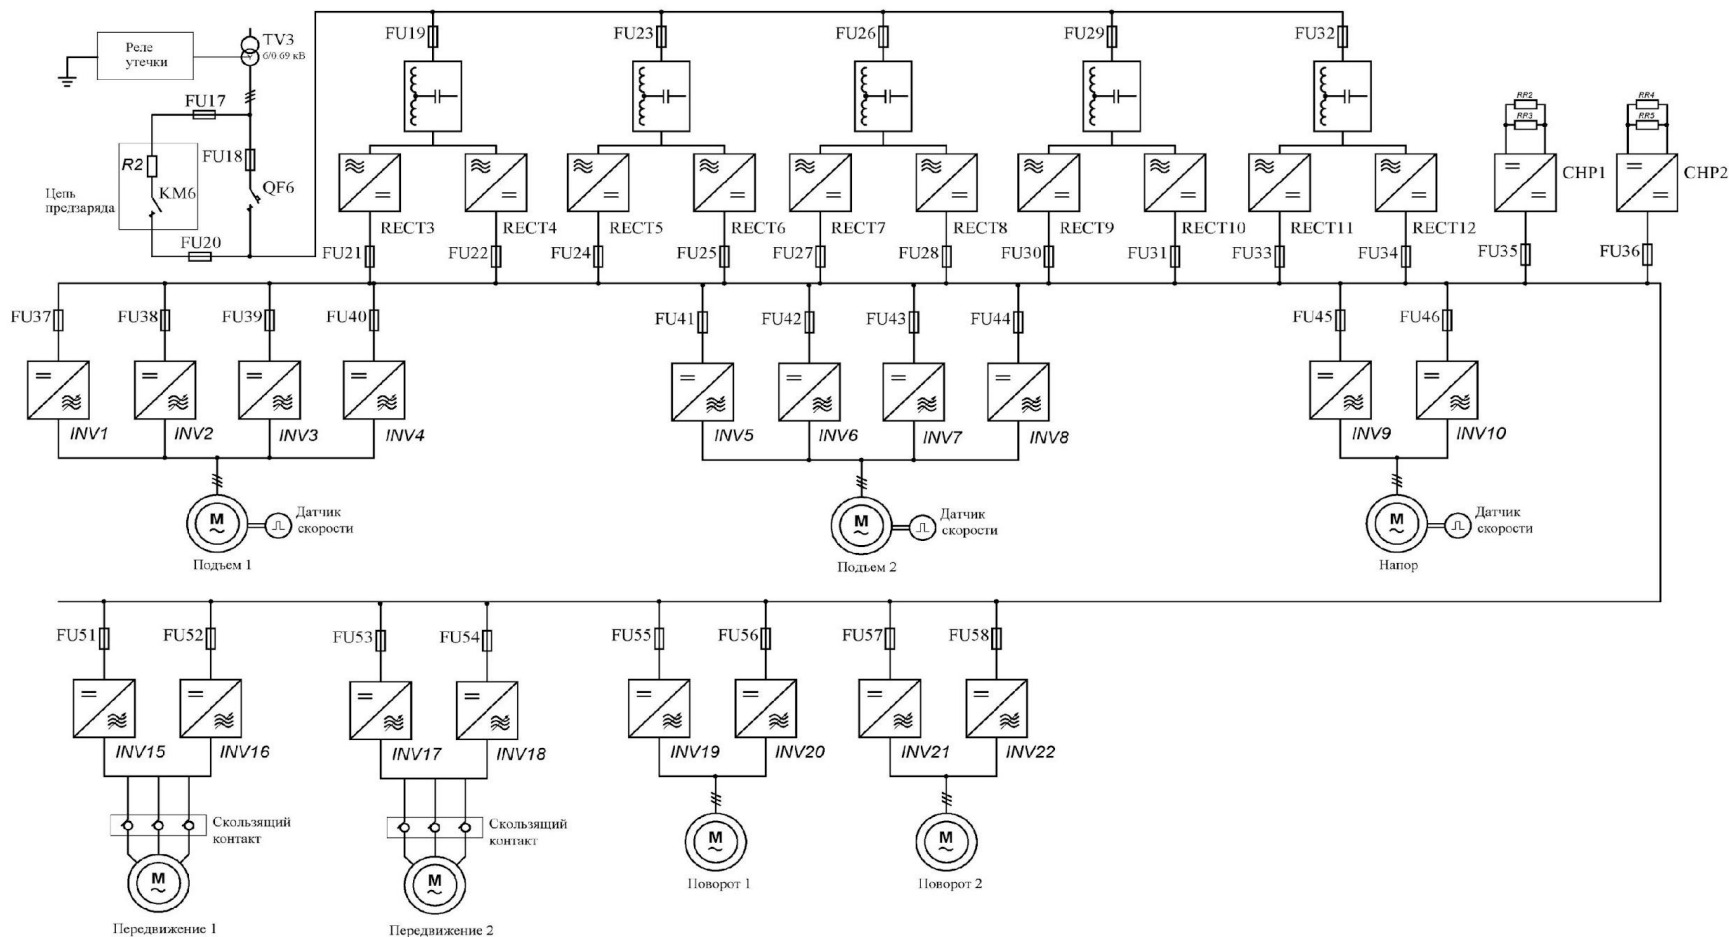 Реле
утечки
TV3
6/0.69 кВ
FU17
FU18
R2
KM6
QF6
Цепь
предзаряда
FU20
FU19
FU23
FU26
FU29
FU32
RR2
RR3
RR4
RR5
CHP1
CHP2
RECT3
RECT4
RECT5
RECT6
RECT7
RECT8
RECT9
RECT10
RECT11
RECT12
FU21
FU22
FU24
FU25
FU27
FU28
FU30
FU31
FU33
FU34
FU35
FU36
FU37
FU38
FU39
FU40
FU41
FU42
FU43
FU44
FU45
FU46
INV1
INV2
INV3
INV4
INV5
INV6
INV7
INV8
INV9
INV10
M
~
Датчик
скорости
Подъем 1
M
~
Датчик
скорости
Подъем 2
M
~
Датчик
скорости
Напор
FU51
FU52
FU53
FU54
FU55
FU56
FU57
FU58
INV15
INV16
INV17
INV18
INV19
INV20
INV21
INV22
Скользящий
контакт
Скользящий
контакт
M
~
Передвижение 1
M
~
Передвижение 2
M
~
Поворот 1
M
~
Поворот 2